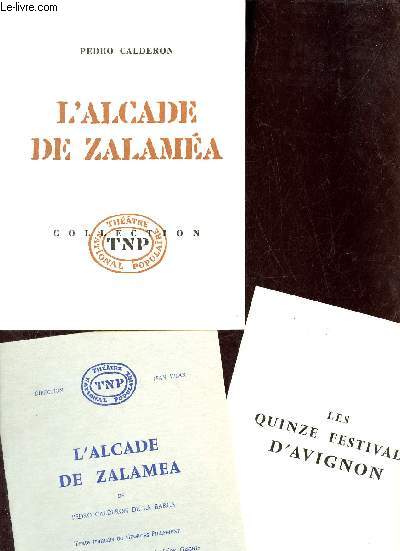 Le-livre.com
PEDRO CALDERON
L'ALCADE
DE ZALAMÉA
COLLECTION
THÉÂTRE
TNP
NATIONAL POPULAIRE
THÉÂTRE
TNP
NATIONAL POPULAIRE
DIRECTION JEAN VILAR
L'ALCADE
DE ZALAMEA
DE
PEDRO CALDERON DE LA BARCA
LES
QUINZE FESTIVAL
D'AVIGNON